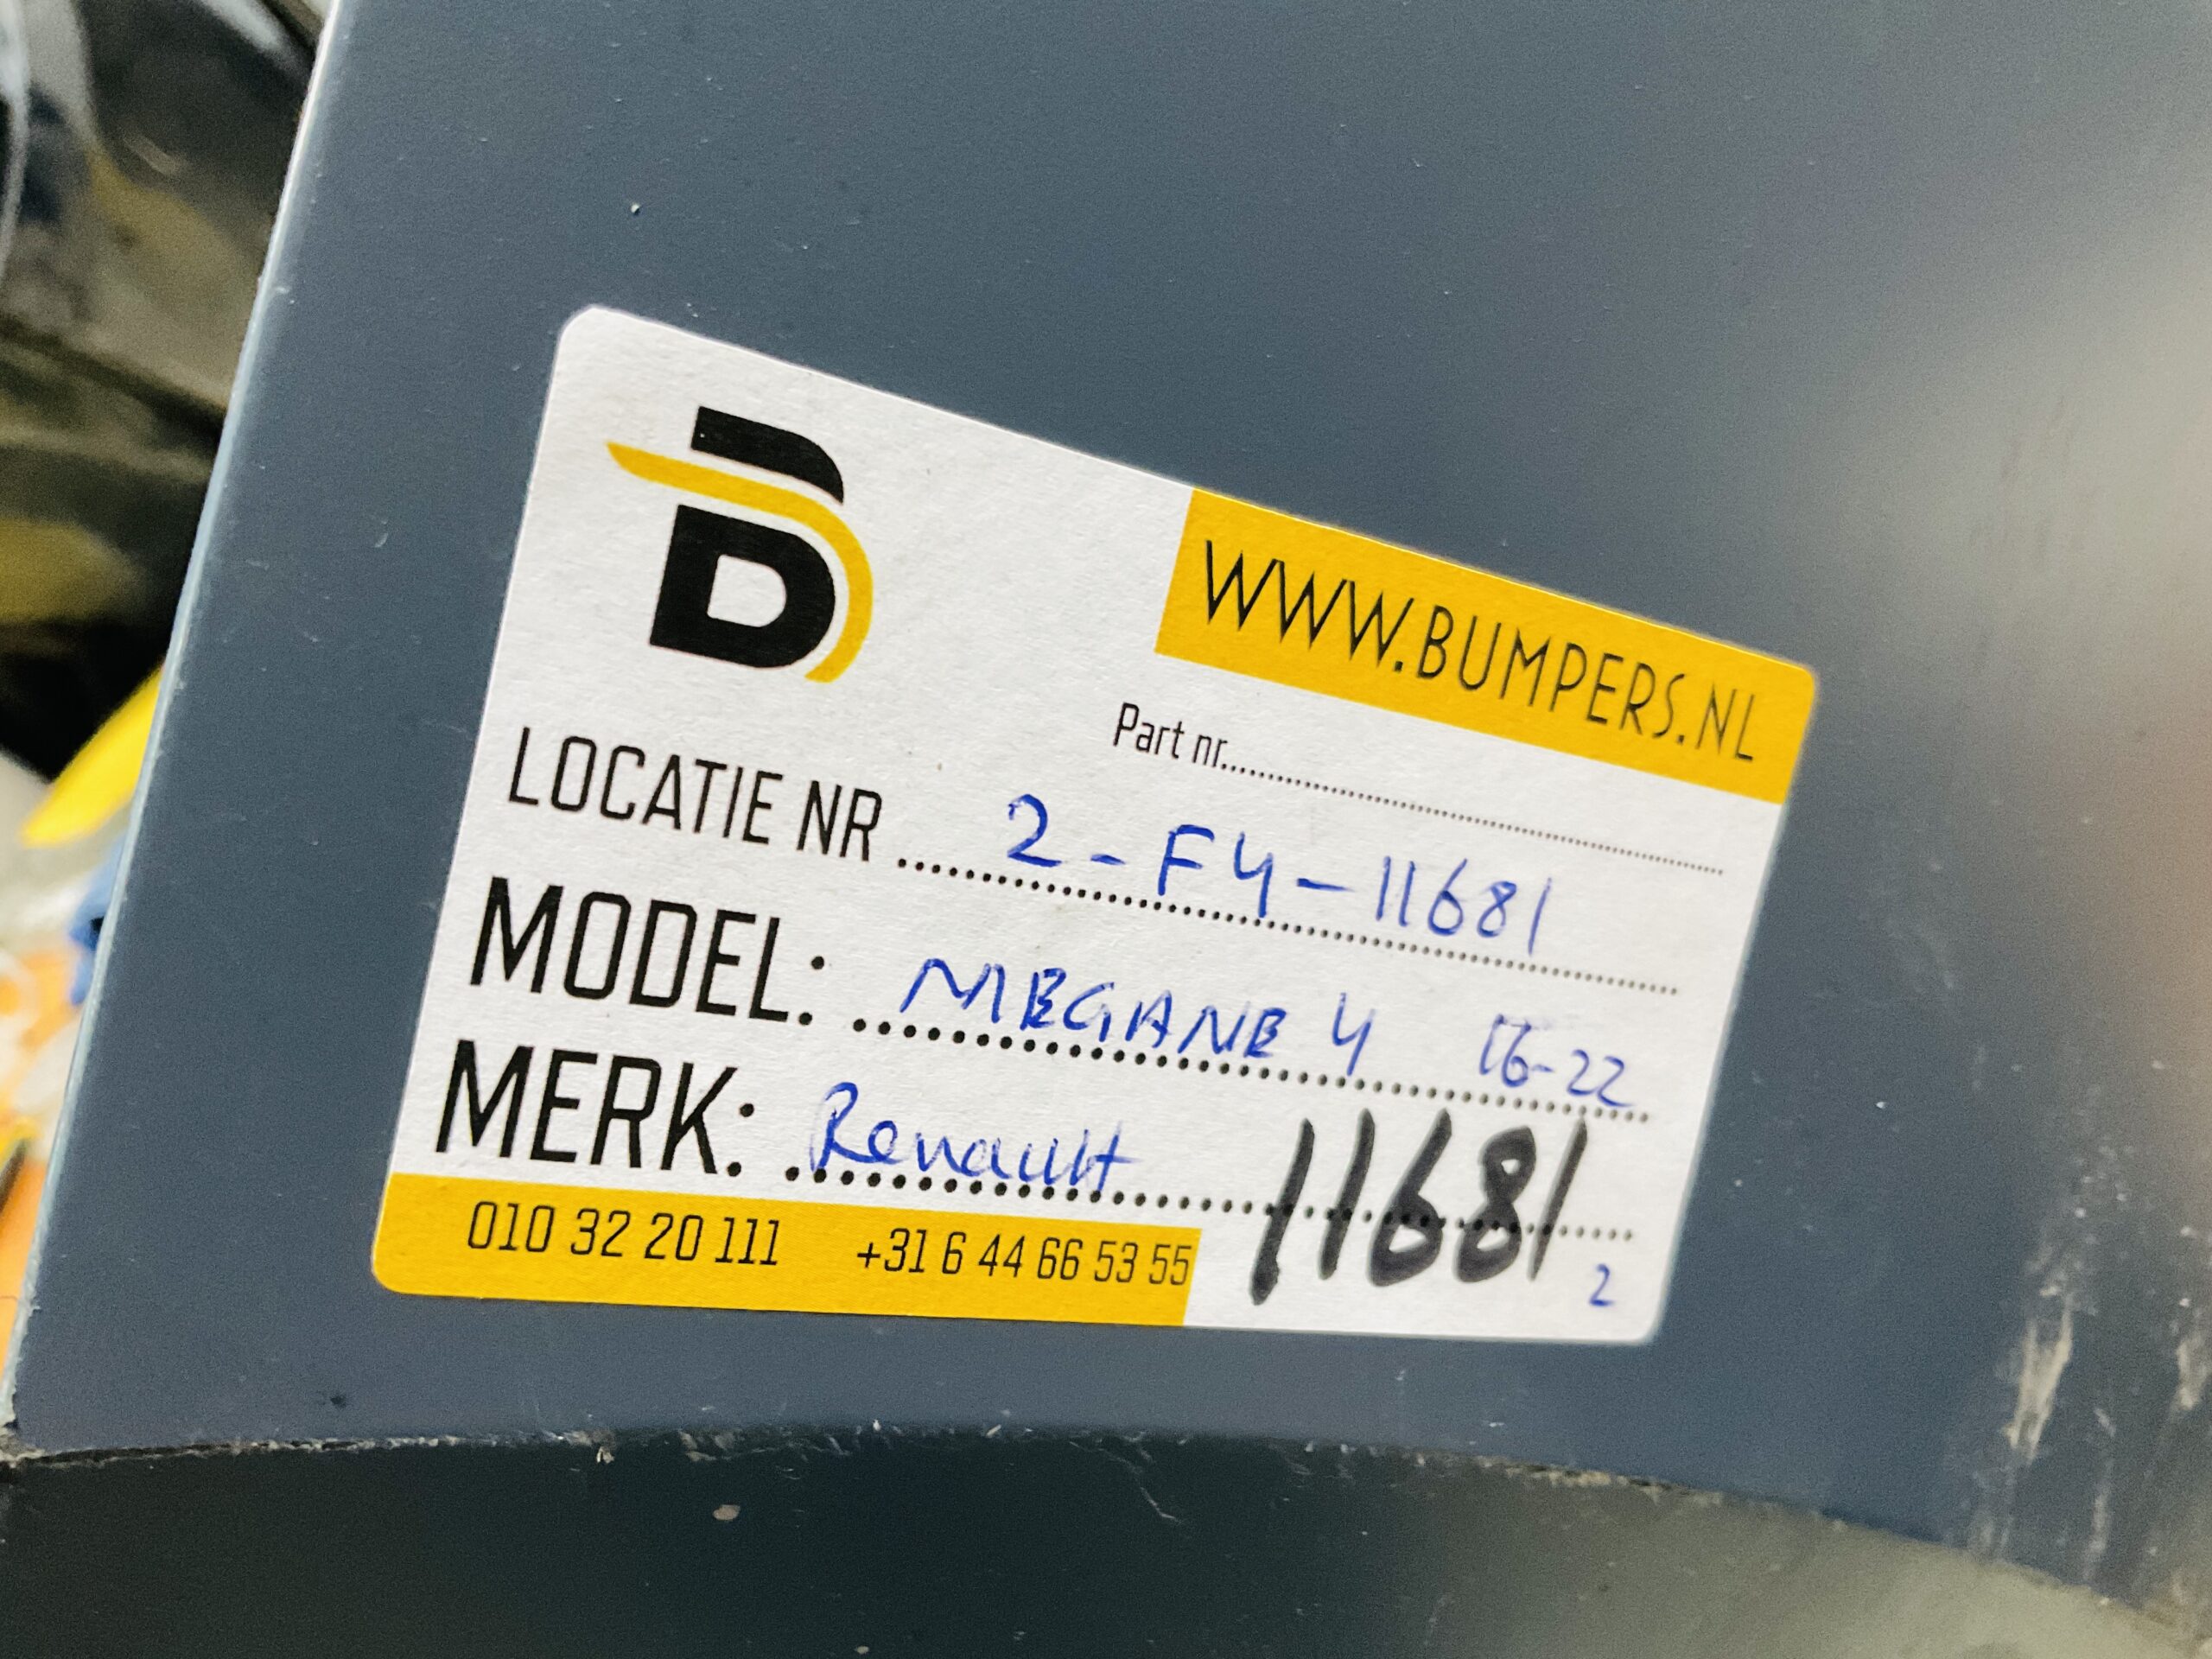 B
WWW.BUMPERS.NL
Part nr.
LOCATIE NR 2-F4-11681
MODEL: MEGANE 4 16-22
MERK: Renault
11681
2
010 32 20 111 +31 6 44 66 53 55